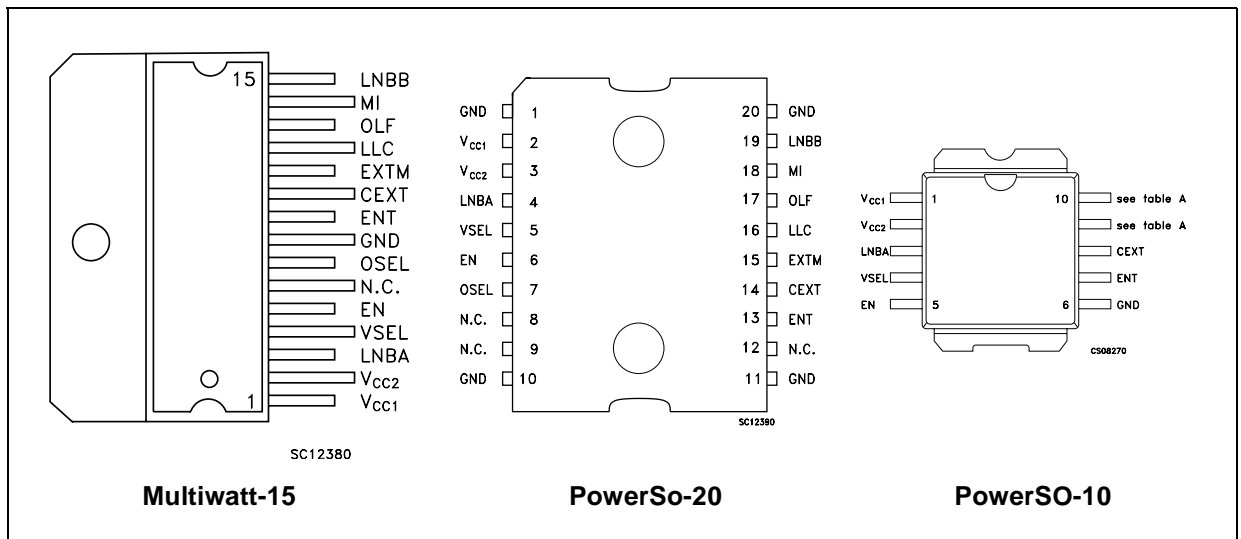 15 LNBB
MI
OLF
LLC
EXTM
CEXT
ENT
GND
OSEL
N.C.
EN
VSEL
LNBA
VCC2
1 VCC1
SC12380
Multiwatt-15
GND 1 20 GND
VCC1 2 19 LNBB
VCC2 3 18 MI
LNBA 4 17 OLF
VSEL 5 16 LLC
EN 6 15 EXTM
OSEL 7 14 CEXT
N.C. 8 13 ENT
N.C. 9 12 N.C.
GND 10 11 GND
SC12390
PowerSo-20
VCC1 1 10 see table A
VCC2 see table A
LNBA CEXT
VSEL ENT
EN 5 6 GND
CS08270
PowerSO-10